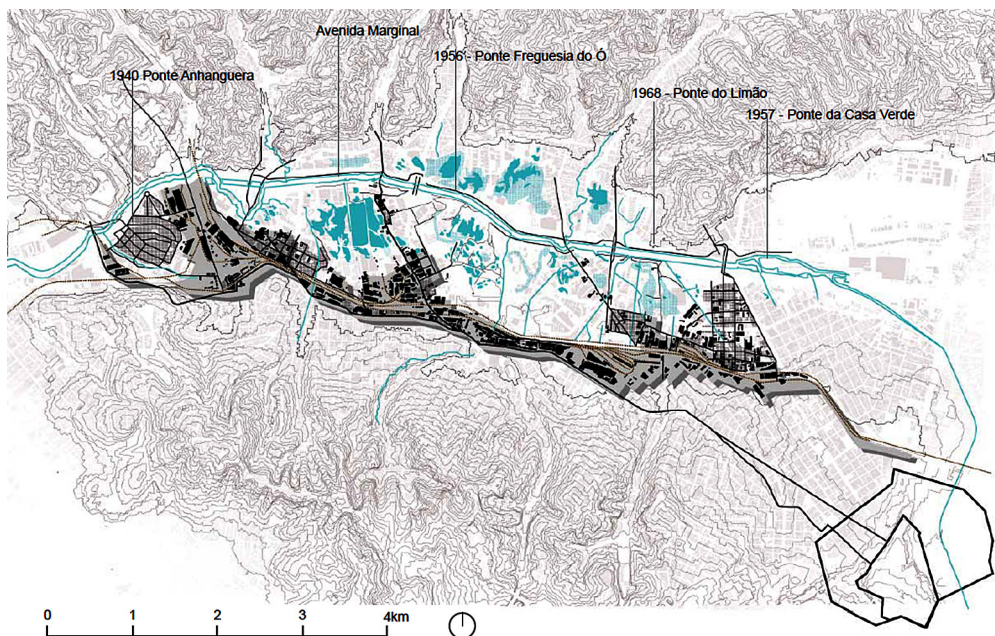 Avenida Marginal
1956 - Ponte Freguesia do Ó
1940 Ponte Anhanguera
1968 - Ponte do Limão
1957 - Ponte da Casa Verde
0 1 2 3 4km